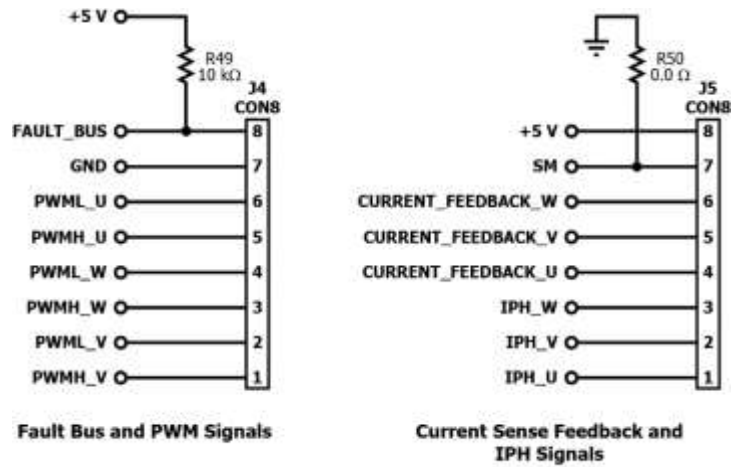 +5 V
R49
10 kΩ
J4
CON8
FAULT_BUS 8
GND 7
PWML_U 6
PWMH_U 5
PWML_W 4
PWMH_W 3
PWML_V 2
PWMH_V 1
Fault Bus and PWM Signals
R50
0.0 Ω
J5
CON8
+5 V 8
SM 7
CURRENT_FEEDBACK_W 6
CURRENT_FEEDBACK_V 5
CURRENT_FEEDBACK_U 4
IPH_W 3
IPH_V 2
IPH_U 1
Current Sense Feedback and
IPH Signals